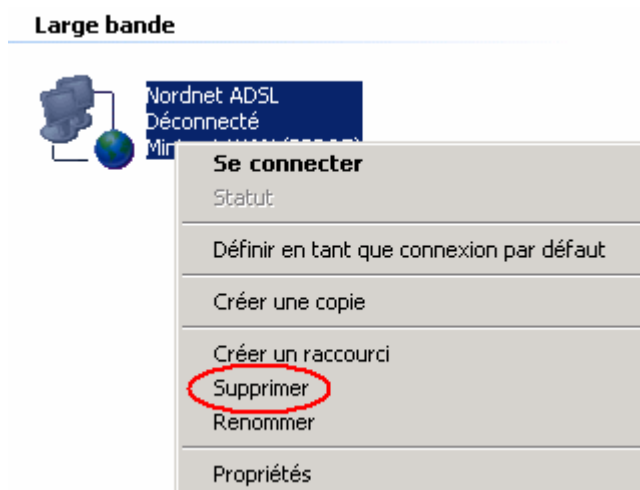 Large bande
Nordnet ADSL
Déconnecté
Se connecter
Statut
Définir en tant que connexion par défaut
Créer une copie
Créer un raccourci
Supprimer
Renommer
Propriétés